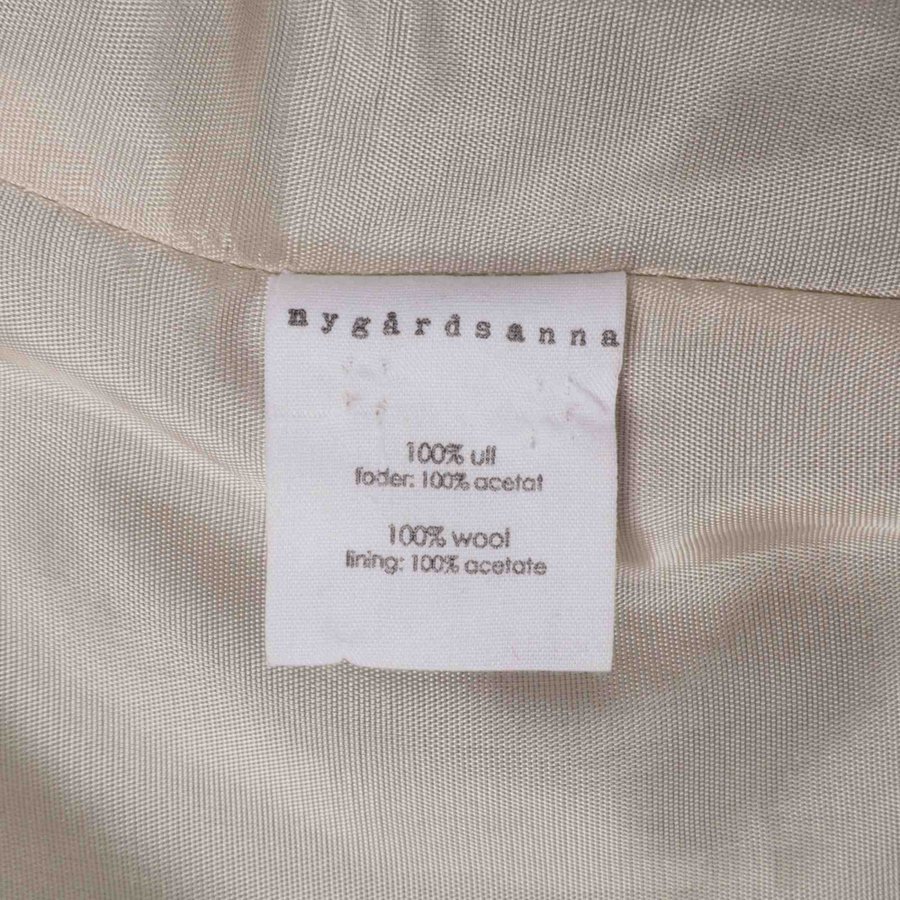 nygårdsanna
100% ull
foder: 100% acetat
100% wool
lining: 100% acetate